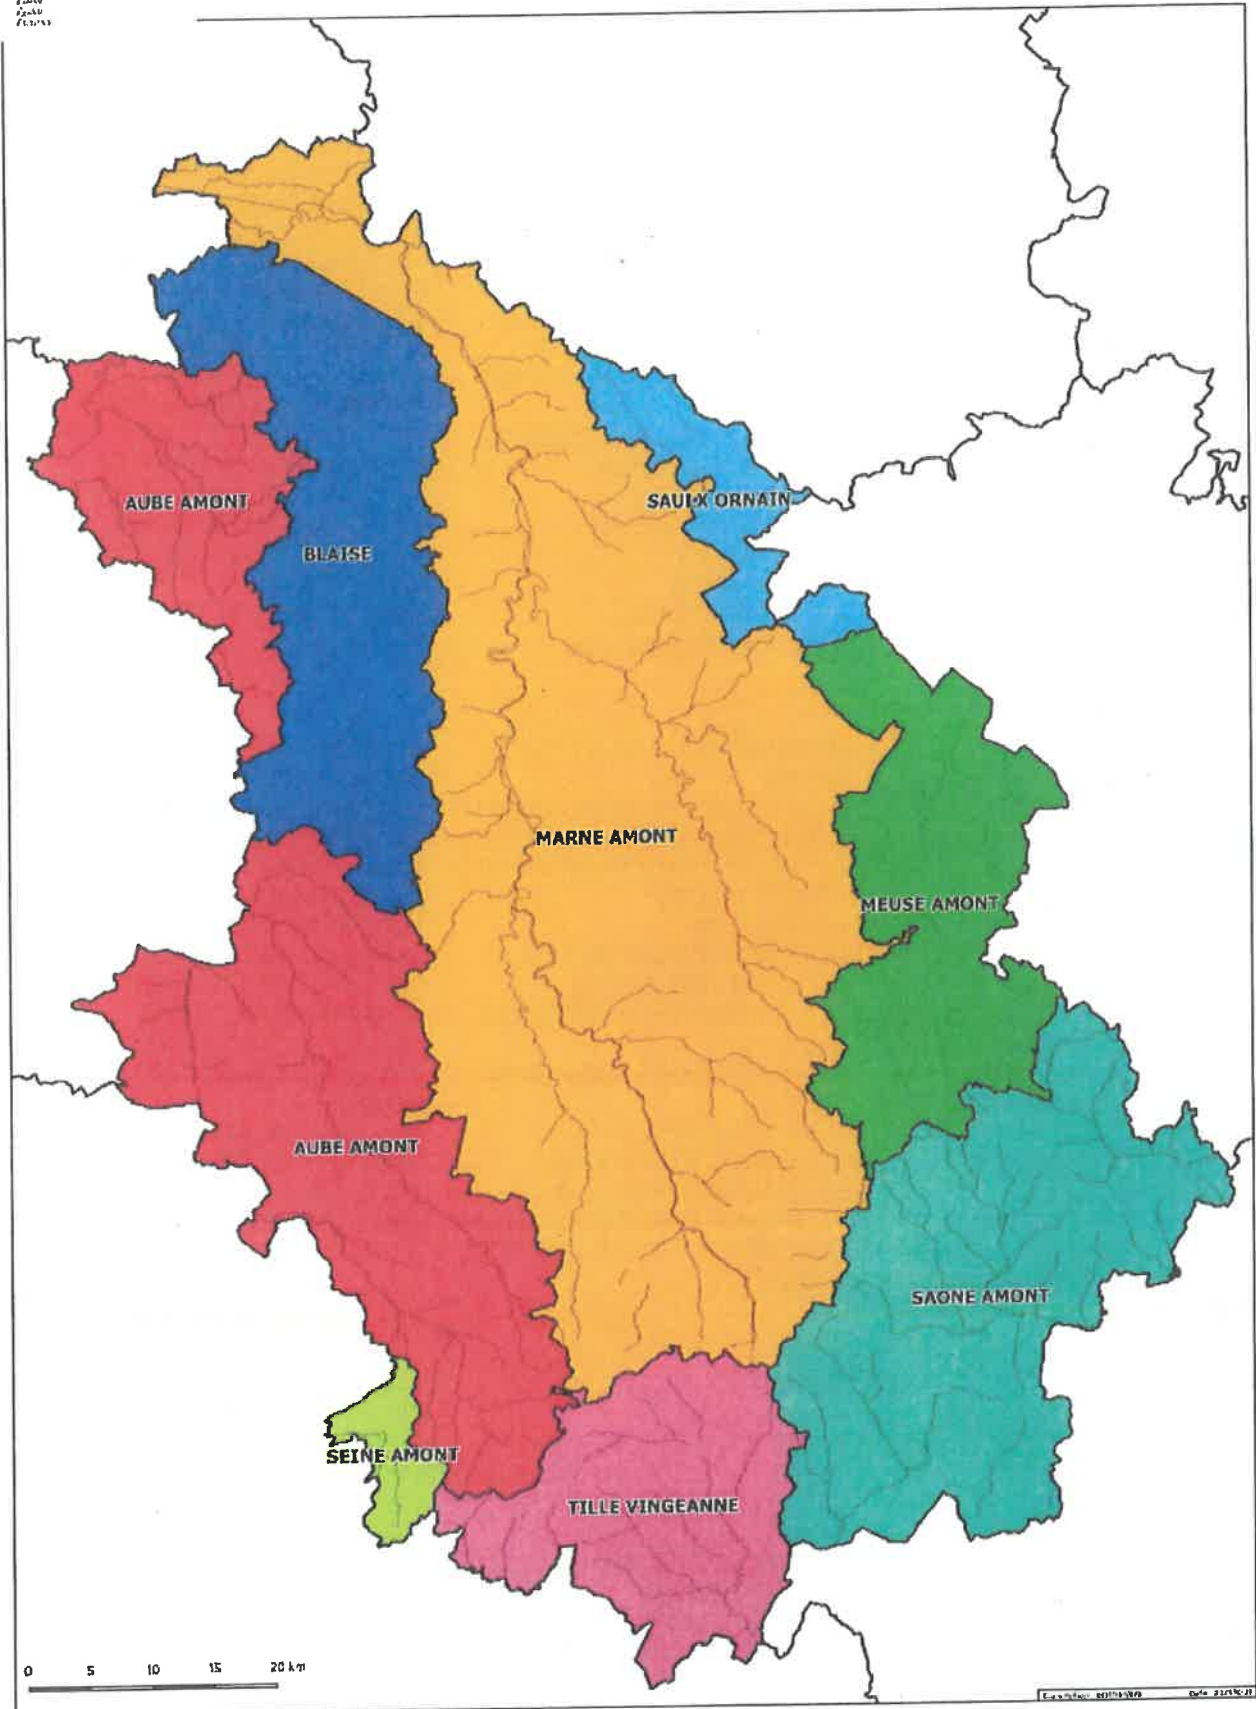 SAULX ORNAIN
AUBE AMONT
BLAISE
MARNE AMONT
MEUSE AMONT
AUBE AMONT
SAONE AMONT
SEINE AMONT
TILLE VINGEANNE
0 5 10 15 20 km